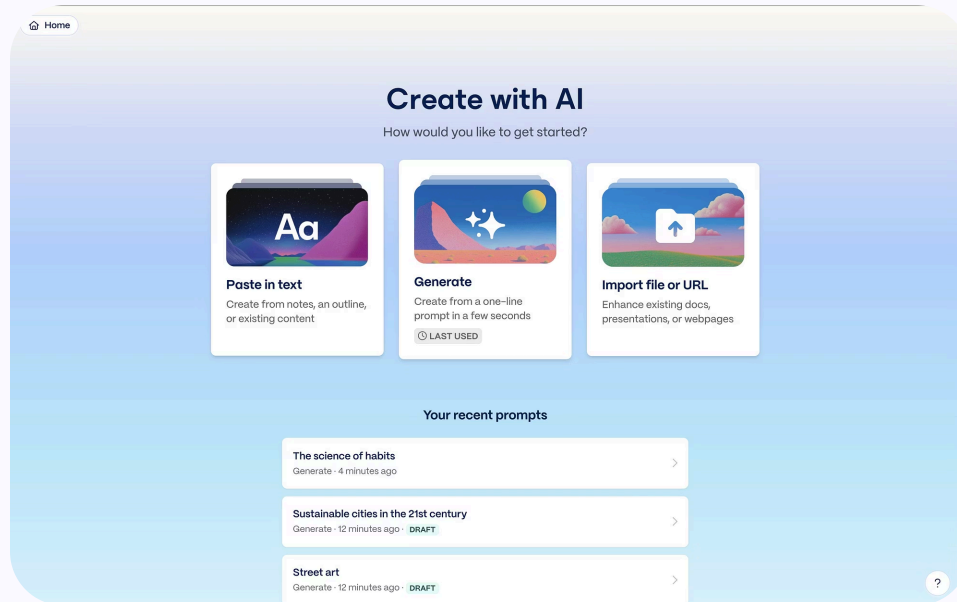 Home
Create with AI
How would you like to get started?
Aa
Paste in text
Create from notes, an outline,
or existing content
Generate
Create from a one-line
prompt in a few seconds
LAST USED
Import file or URL
Enhance existing docs,
presentations, or webpages
Your recent prompts
The science of habits
Generate · 4 minutes ago
Sustainable cities in the 21st century
Generate · 12 minutes ago · DRAFT
Street art
Generate · 12 minutes ago · DRAFT
?